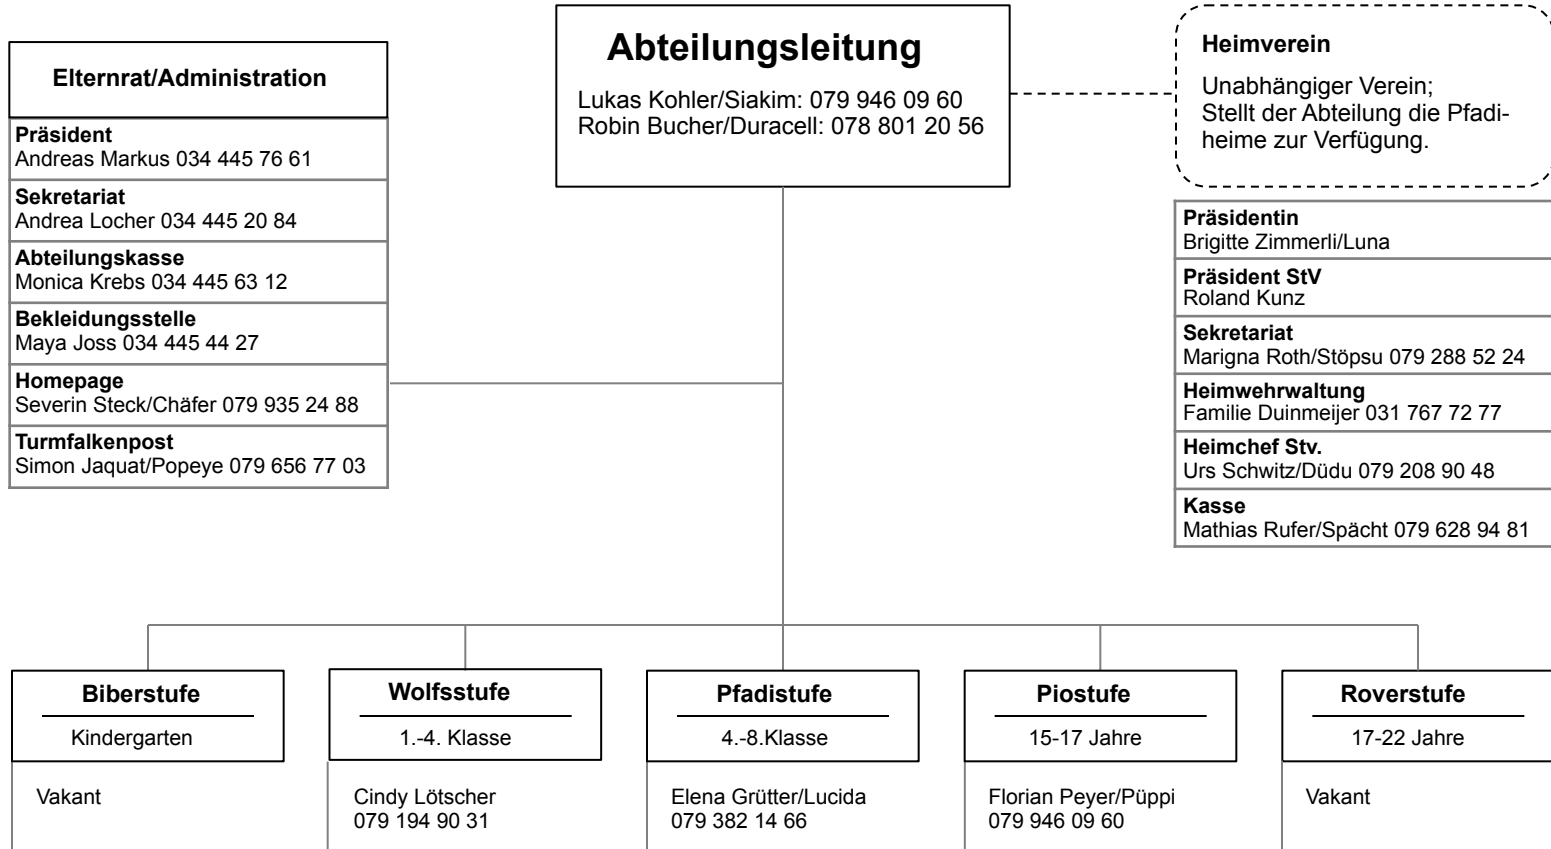 Abteilungsleitung
Lukas Kohler/Siakim: 079 946 09 60
Robin Bucher/Duracell: 078 801 20 56
Elternrat/Administration
Präsident
Andreas Markus 034 445 76 61
Sekretariat
Andrea Locher 034 445 20 84
Abteilungskasse
Monica Krebs 034 445 63 12
Bekleidungsstelle
Maya Joss 034 445 44 27
Homepage
Severin Steck/Chäfer 079 935 24 88
Turmfalkenpost
Simon Jaquat/Popeye 079 656 77 03
Heimverein
Unabhängiger Verein;
Stellt der Abteilung die Pfadi-
heime zur Verfügung.
Präsidentin
Brigitte Zimmerli/Luna
Präsident StV
Roland Kunz
Sekretariat
Marigna Roth/Stöpsu 079 288 52 24
Heimwehrwaltung
Familie Duinmeijer 031 767 72 77
Heimchef Stv.
Urs Schwitz/Düdu 079 208 90 48
Kasse
Mathias Rufer/Spächt 079 628 94 81
Biberstufe
Kindergarten
Vakant
Wolfsstufe
1.-4. Klasse
Cindy Lötscher
079 194 90 31
Pfadistufe
4.-8.Klasse
Elena Grütter/Lucida
079 382 14 66
Piostufe
15-17 Jahre
Florian Peyer/Püppi
079 946 09 60
Roverstufe
17-22 Jahre
Vakant